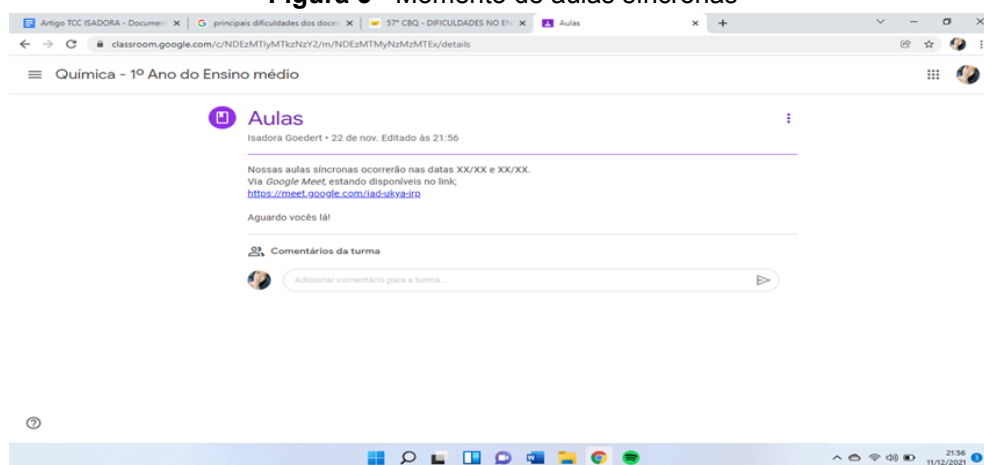 Momento de aulas síncronas
Artigo TCC ISADORA - Documen
principais dificuldades dos docen
57º CBQ - DIFICULDADES NO EN
Aulas
classroom.google.com/c/NDEzMTIyMTkzNzY2/m/NDEzMTMyNzMzMTEx/details
Química - 1º Ano do Ensino médio
Aulas
Isadora Goedert • 22 de nov. Editado às 21:56
Nossas aulas síncronas ocorrerão nas datas XX/XX e XX/XX.
Via Google Meet, estando disponíveis no link;
https://meet.google.com/iad-ukya-irp
Aguardo vocês lá!
Comentários da turma
Adicionar comentário para a turma...
21:56
11/12/2021